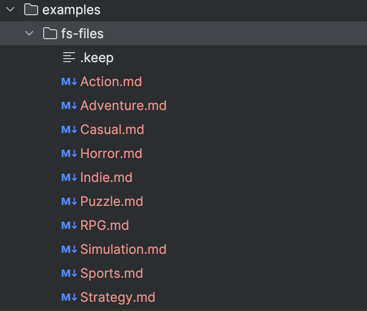 examples
fs-files
.keep
M↓ Action.md
M↓ Adventure.md
M↓ Casual.md
M↓ Horror.md
M↓ Indie.md
M↓ Puzzle.md
M↓ RPG.md
M↓ Simulation.md
M↓ Sports.md
M↓ Strategy.md